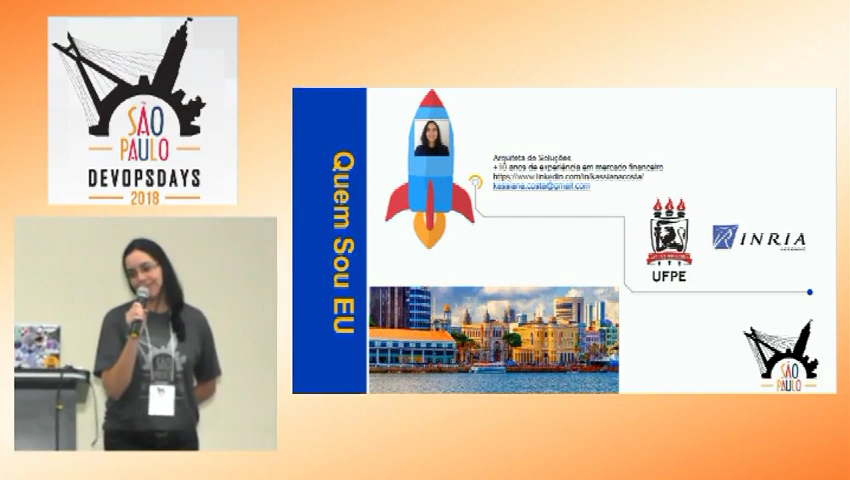 SÃO
PAULO
DEVOPSDAYS
2018
Quem Sou EU
Arquiteta de Soluções
+10 anos de experiência em mercado financeiro
https://www.linkedin.com/in/kassianacosta/
kassiana.costa@gmail.com
UFPE
INRIA
SÃO
PAULO